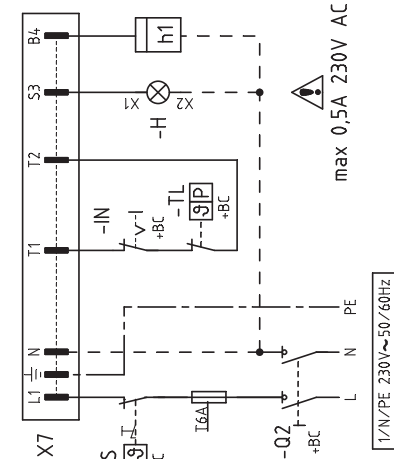 B4
h1
S3
X1
X2
-H
max 0,5A 230V AC
T2
T1
-IN
+BC
-TL
ϑ P
+BC
N
L1
X7
PE
N
L
T6A
-Q2
+BC
S
ϑ
1/N/PE 230V~50/60Hz